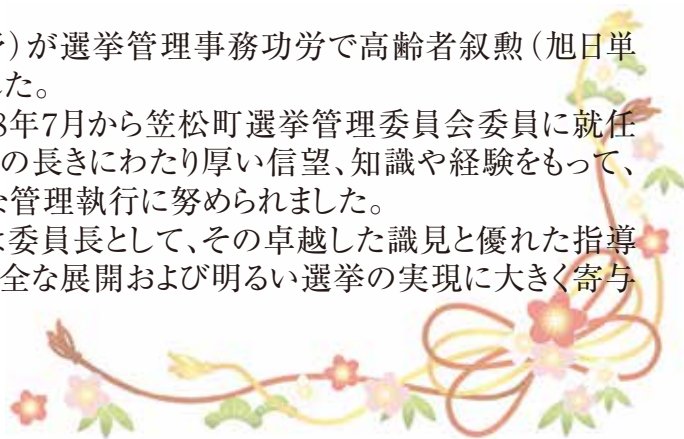 ）が選挙管理事務功労で高齢者叙勲（旭日単
た。
8年7月から笠松町選挙管理委員会委員に就任
の長きにわたり厚い信望、知識や経験をもって、
な管理執行に努められました。
委員長として、その卓越した識見と優れた指導
全な展開および明るい選挙の実現に大きく寄与